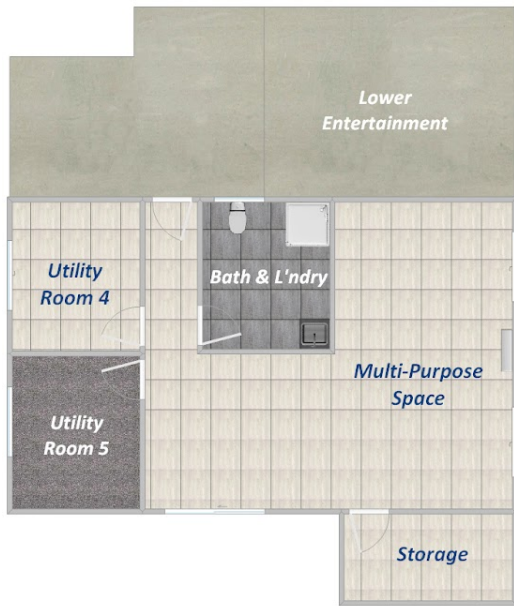 Lower
Entertainment
Utility
Room 4
Bath & L'ndry
Multi-Purpose
Space
Utility
Room 5
Storage